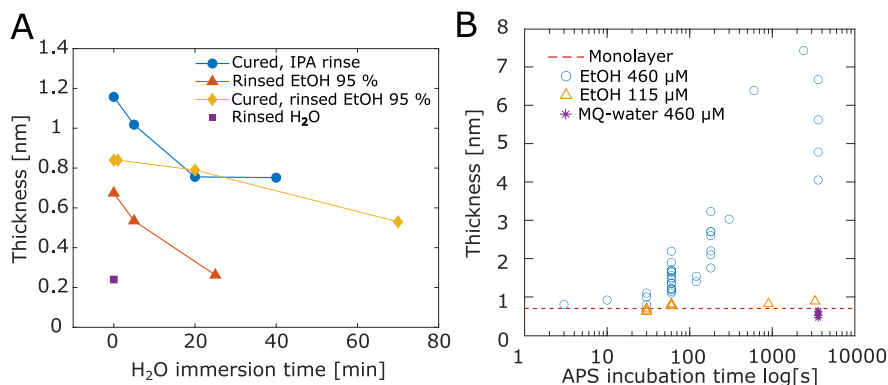 A
Thickness [nm]
1.4
1.2
1
0.8
0.6
0.4
0.2
0
0
20
40
60
80
H₂O immersion time [min]
Cured, IPA rinse
Rinsed EtOH 95 %
Cured, rinsed EtOH 95 %
Rinsed H₂O
B
Thickness [nm]
8
7
6
5
4
3
2
1
0
1
10
100
1000
10000
APS incubation time log[s]
Monolayer
EtOH 460 µM
EtOH 115 µM
MQ-water 460 µM